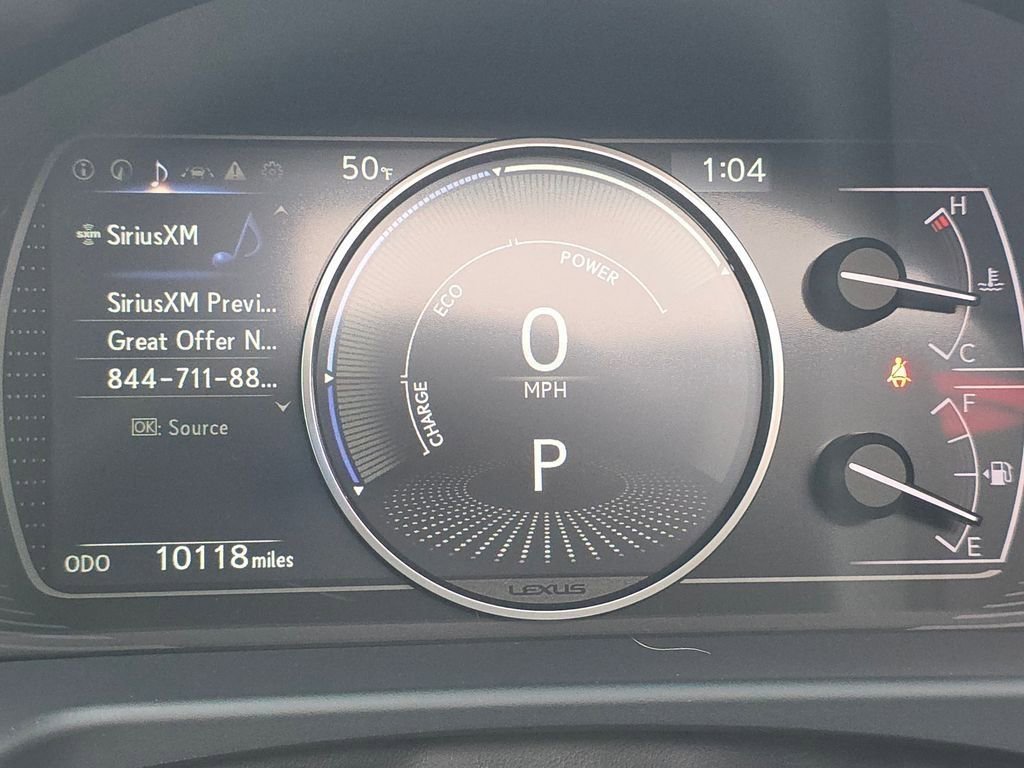 50°F
1:04
H
sxm SiriusXM
POWER
SiriusXM Previ...
ECO
0
Great Offer N...
C
844-711-88...
MPH
F
CHARGE
OK: Source
P
E
ODO 10118 miles
LEXUS